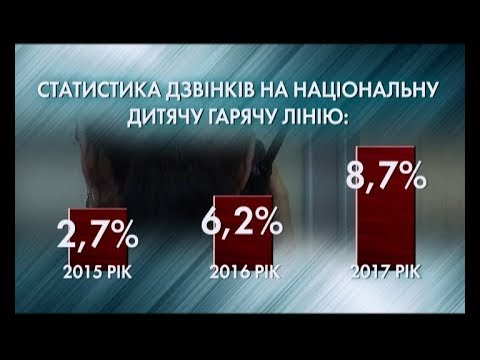 СТАТИСТИКА ДЗВІНКІВ НА НАЦІОНАЛЬНУ
ДИТЯЧУ ГАРЯЧУ ЛІНІЮ:
2,7% 6,2% 8,7%
2015 РІК 2016 РІК 2017 РІК